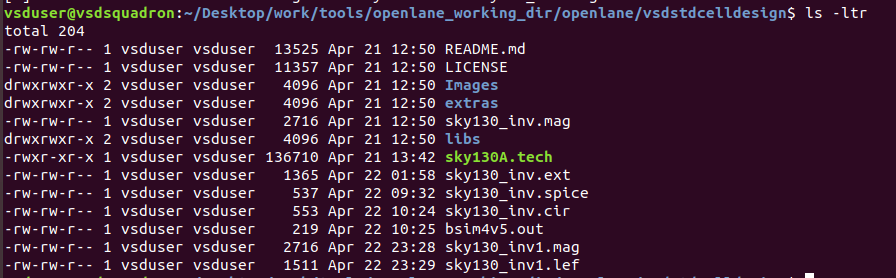 vsduser@vsdsquadron:~/Desktop/work/tools/openlane_working_dir/openlane/vsdstdcelldesign$ ls -ltr
total 204
-rw-rw-r-- 1 vsduser vsduser  13525 Apr 21 12:50 README.md
-rw-rw-r-- 1 vsduser vsduser  11357 Apr 21 12:50 LICENSE
drwxrwxr-x 2 vsduser vsduser   4096 Apr 21 12:50 Images
drwxrwxr-x 2 vsduser vsduser   4096 Apr 21 12:50 extras
-rw-rw-r-- 1 vsduser vsduser   2716 Apr 21 12:50 sky130_inv.mag
drwxrwxr-x 2 vsduser vsduser   4096 Apr 21 12:50 libs
-rwxr-xr-x 1 vsduser vsduser 136710 Apr 21 13:42 sky130A.tech
-rw-rw-r-- 1 vsduser vsduser   1365 Apr 22 01:58 sky130_inv.ext
-rw-rw-r-- 1 vsduser vsduser    537 Apr 22 09:32 sky130_inv.spice
-rw-rw-r-- 1 vsduser vsduser    553 Apr 22 10:24 sky130_inv.cir
-rw-rw-r-- 1 vsduser vsduser    219 Apr 22 10:25 bsim4v5.out
-rw-rw-r-- 1 vsduser vsduser   2716 Apr 22 23:28 sky130_inv1.mag
-rw-rw-r-- 1 vsduser vsduser   1511 Apr 22 23:29 sky130_inv1.lef